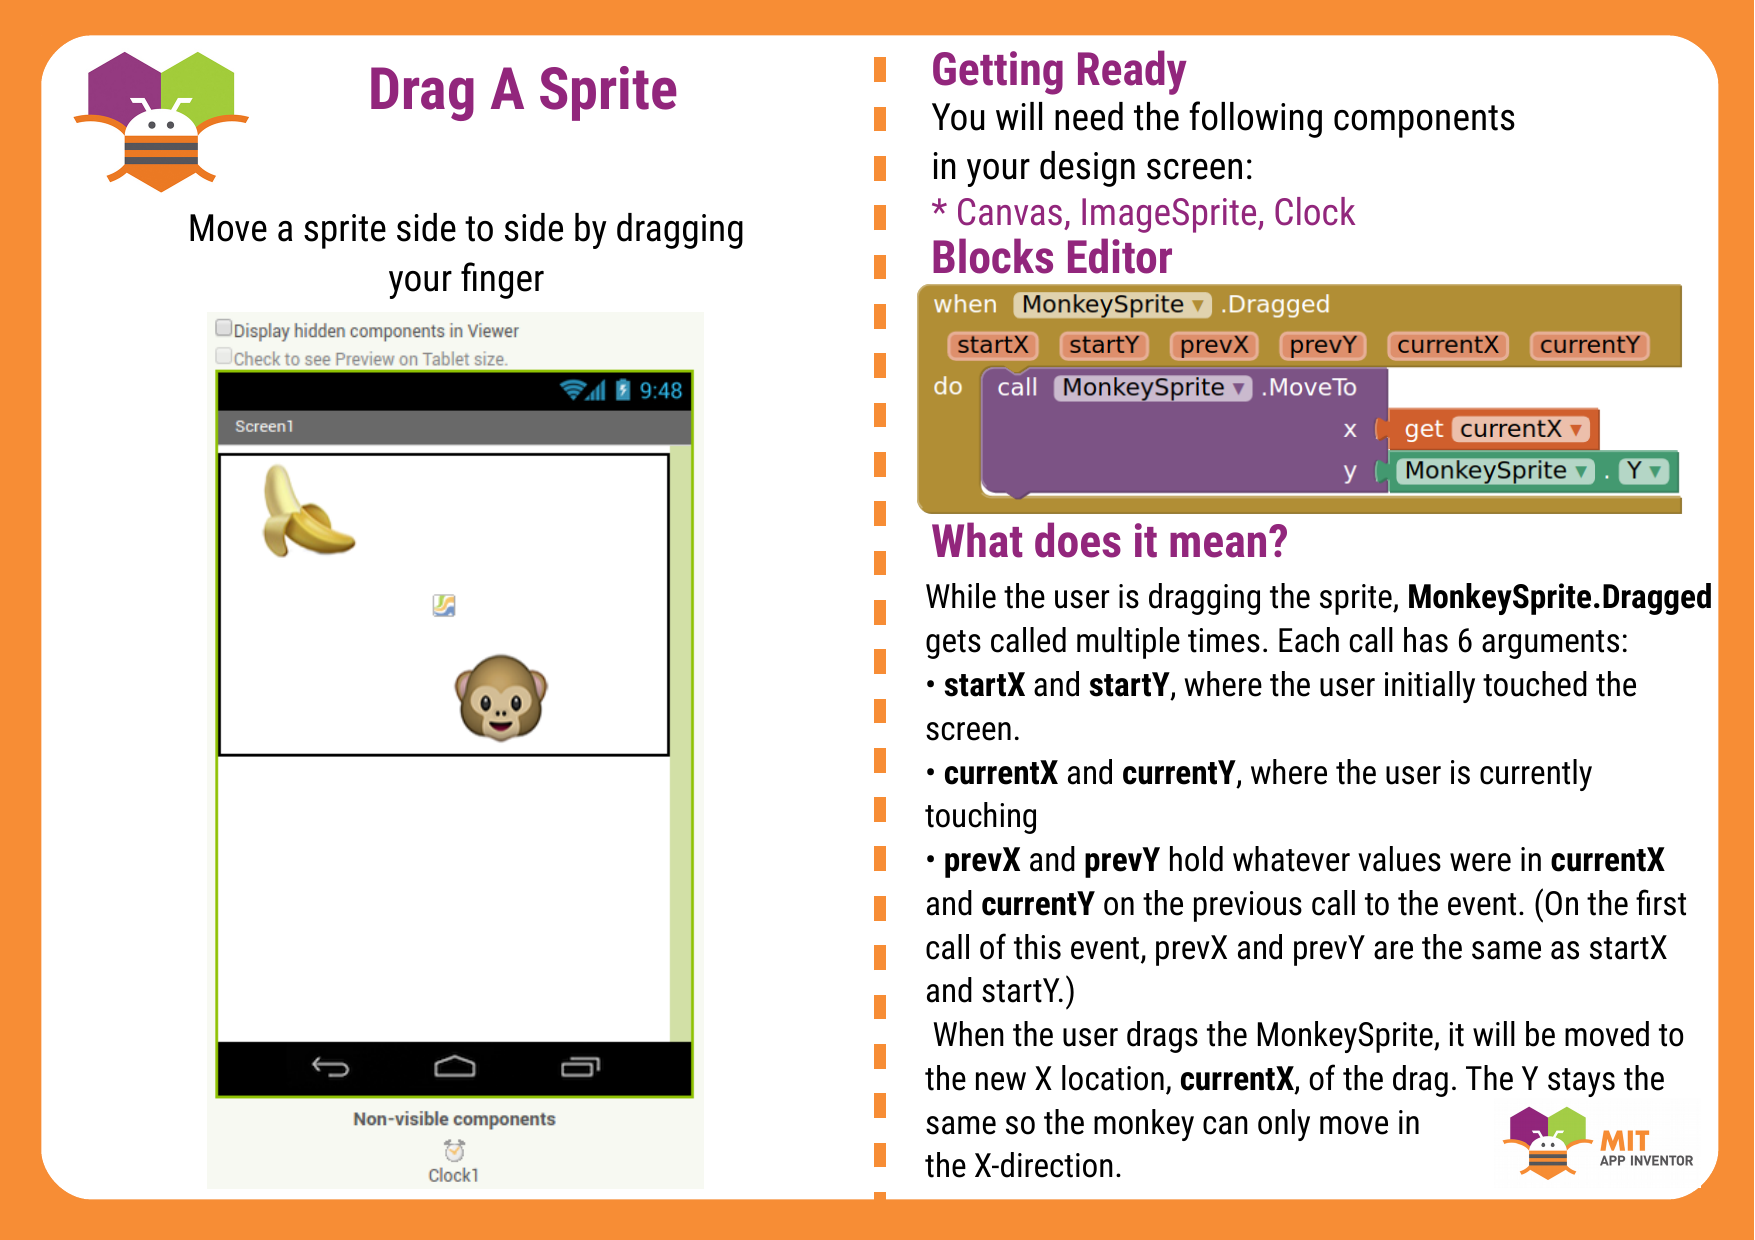 Drag A Sprite
Move a sprite side to side by dragging
your finger
Display hidden components in Viewer
Check to see Preview on Tablet size.
9:48
Screen1
Non-visible components
Clock1
Getting Ready
You will need the following components
in your design screen:
* Canvas, ImageSprite, Clock
Blocks Editor
when MonkeySprite .Dragged
startX startY prevX prevY currentX currentY
do call MonkeySprite .MoveTo
x get currentX
y MonkeySprite . Y
What does it mean?
While the user is dragging the sprite, MonkeySprite.Dragged
gets called multiple times. Each call has 6 arguments:
• startX and startY, where the user initially touched the
screen.
• currentX and currentY, where the user is currently
touching
• prevX and prevY hold whatever values were in currentX
and currentY on the previous call to the event. (On the first
call of this event, prevX and prevY are the same as startX
and startY.)
When the user drags the MonkeySprite, it will be moved to
the new X location, currentX, of the drag. The Y stays the
same so the monkey can only move in
the X-direction.
MIT
APP INVENTOR